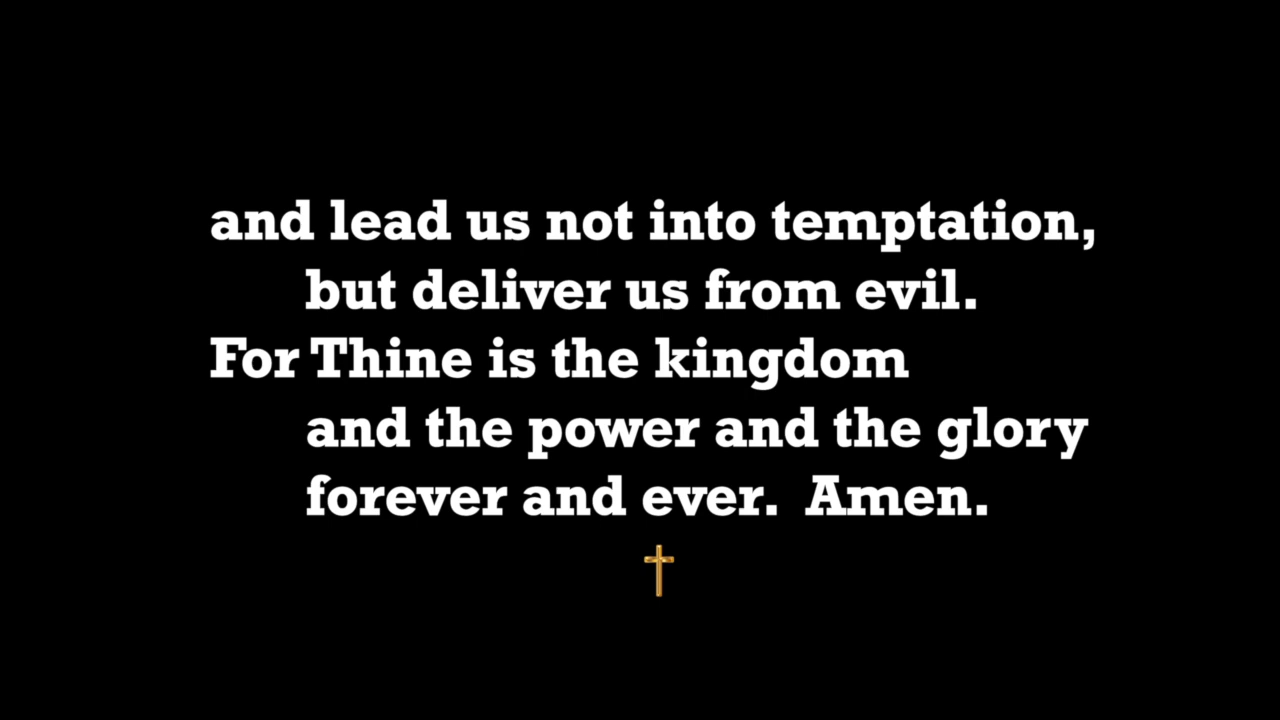 and lead us not into temptation,
but deliver us from evil.
For Thine is the kingdom
and the power and the glory
forever and ever.  Amen.